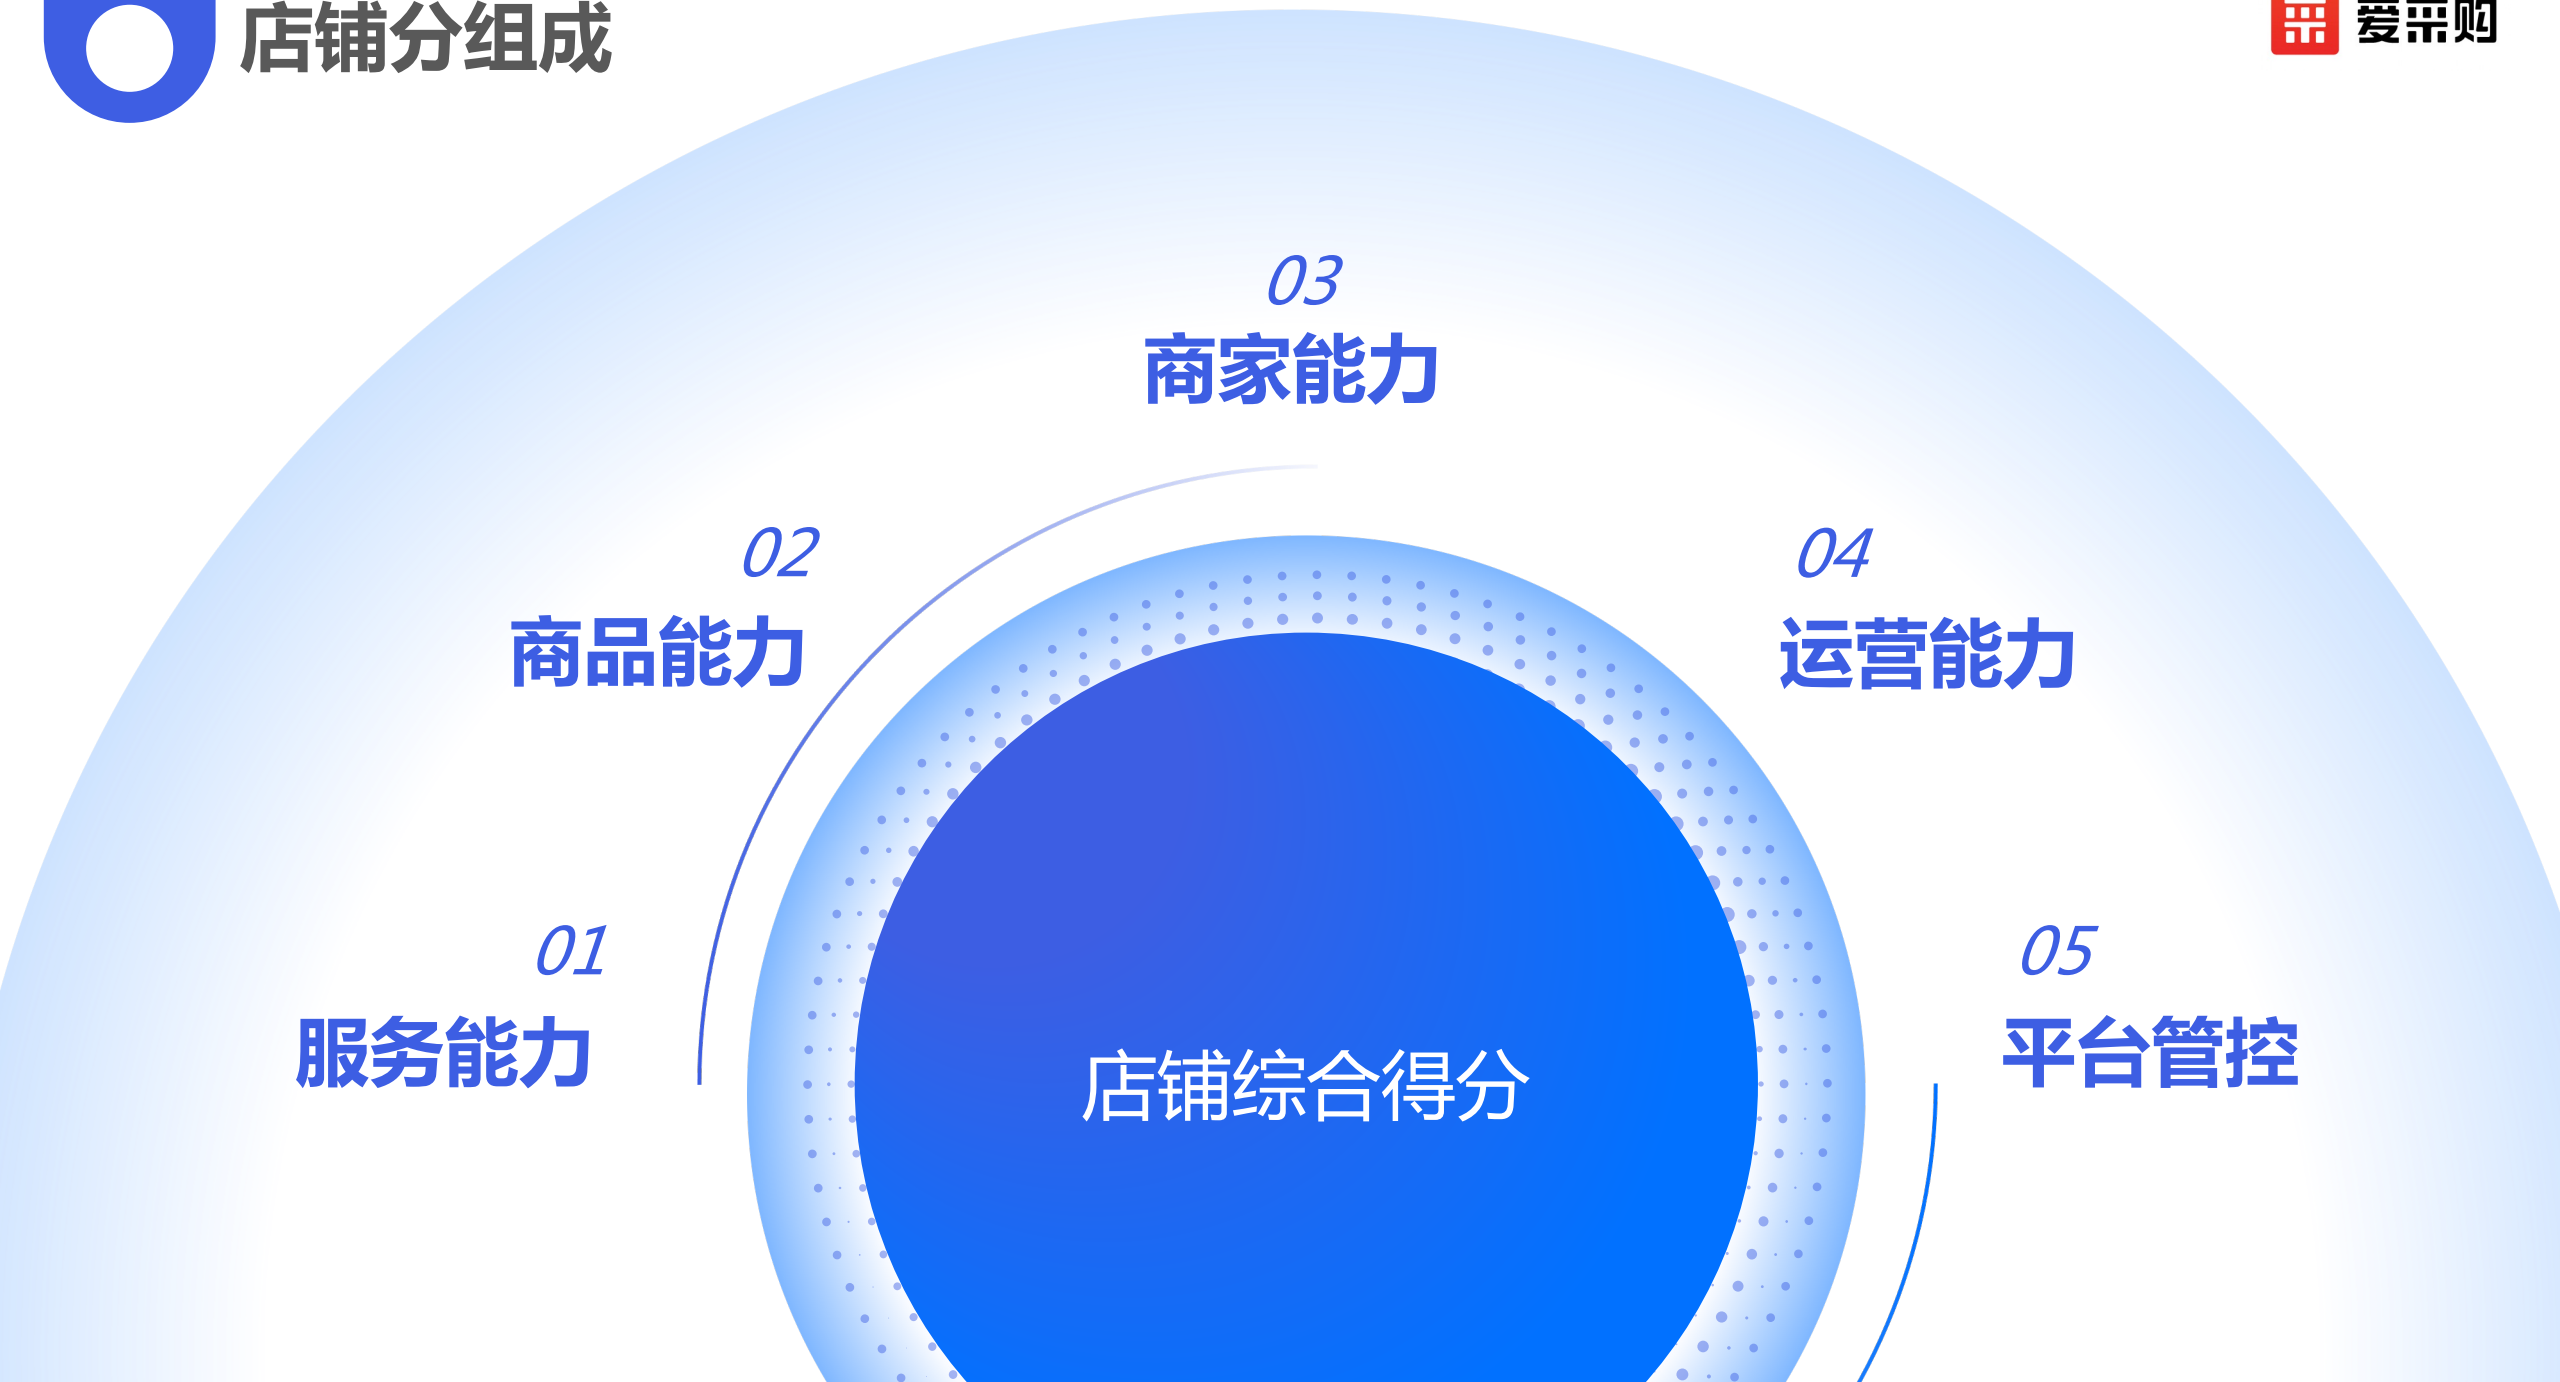 店铺分组成
爱采购
03
商家能力
02
商品能力
04
运营能力
01
服务能力
05
平台管控
店铺综合得分